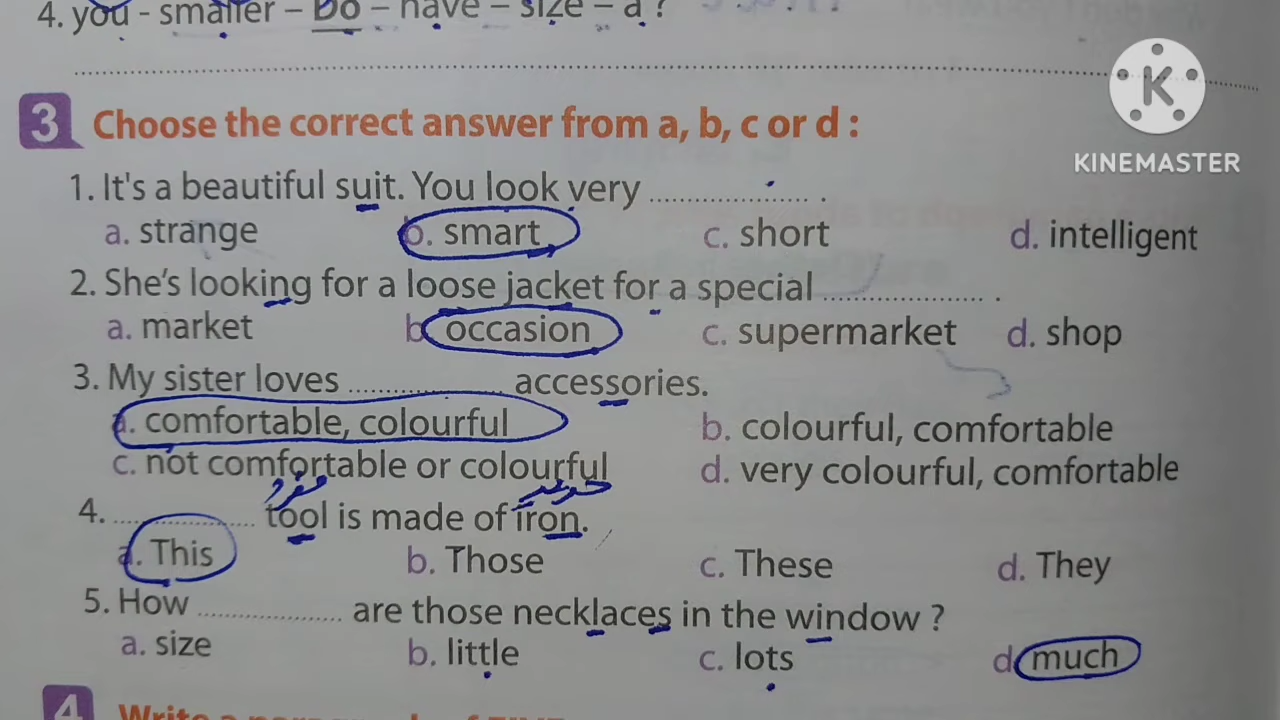 4. you - smaller – Do – have – size – a ?
3 Choose the correct answer from a, b, c or d :
KINEMASTER
1. It's a beautiful suit. You look very .................... .
a. strange b. smart c. short d. intelligent
2. She's looking for a loose jacket for a special .................... .
a. market b occasion c. supermarket d. shop
3. My sister loves .................... accessories.
a. comfortable, colourful b. colourful, comfortable
c. not comfortable or colourful d. very colourful, comfortable
مفرد حديد
4. .................... tool is made of iron.
a. This b. Those c. These d. They
5. How .................... are those necklaces in the window ?
a. size b. little c. lots d much
4